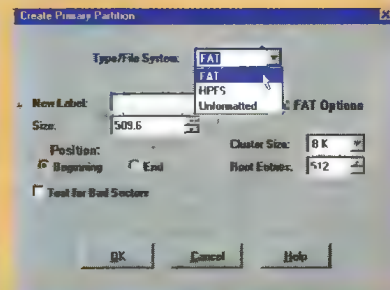 Create Primary Partition
Type/File System: FAT
FAT
HPFS
Unformatted
New Label:
FAT Options
Size: 509.6
Cluster Size: 8 K
Position:
Beginning End
Root Entries: 512
Test for Bad Sectors
OK Cancel Help